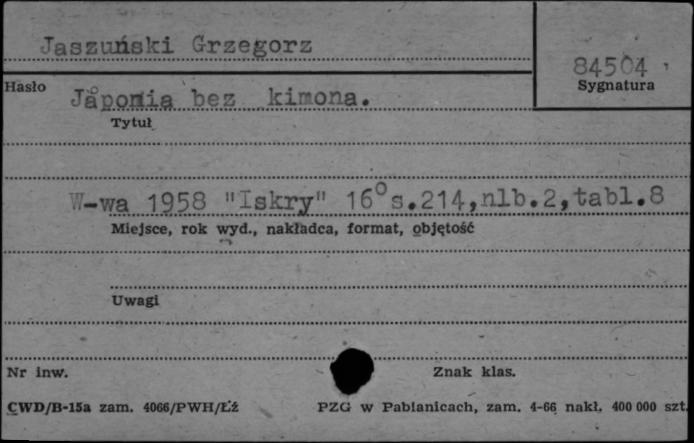 Jaszuński Grzegorz
84504
Hasło
Sygnatura
Japonia bez kimona.
Tytuł
W-wa 1958 "Iskry" 16° s.214,nlb.2,tabl.8
Miejsce, rok wyd., nakładca, format, objętość
Uwagi
Nr inw.
Znak klas.
CWD/B-15a zam. 4066/PWH/Łż
PZG w Pabianicach, zam. 4-66 nakł. 400 000 szt.